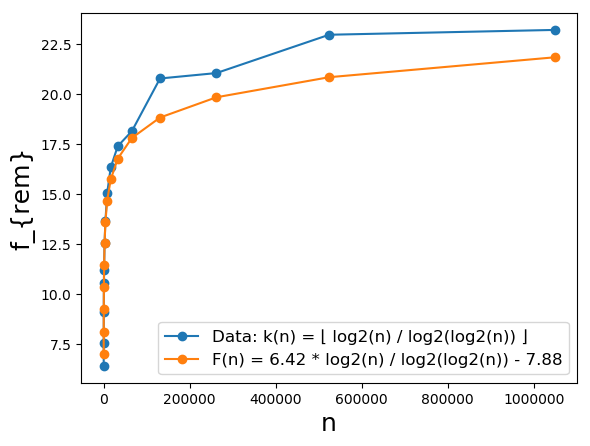 22.5
20.0
17.5
15.0
12.5
10.0
7.5
f_{rem}
Data: k(n) = ⌊ log2(n) / log2(log2(n)) ⌋
F(n) = 6.42 * log2(n) / log2(log2(n)) - 7.88
0 200000 400000 600000 800000 1000000
n